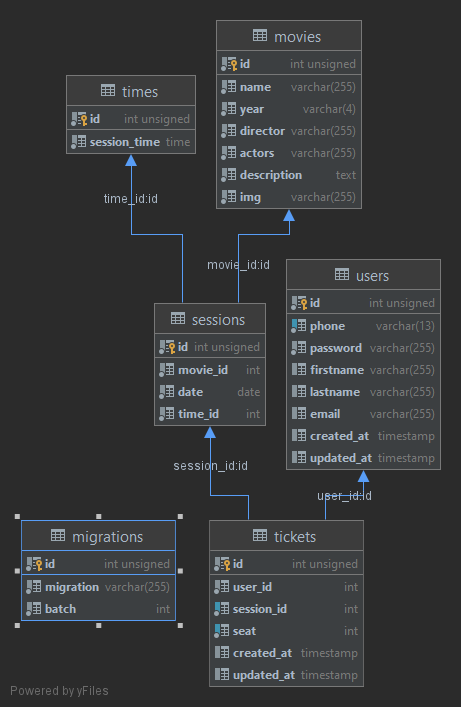 movies
id int unsigned
name varchar(255)
year varchar(4)
director varchar(255)
actors varchar(255)
description text
img varchar(255)
times
id int unsigned
session_time time
time_id:id
movie_id:id
users
id int unsigned
phone varchar(13)
password varchar(255)
firstname varchar(255)
lastname varchar(255)
email varchar(255)
created_at timestamp
updated_at timestamp
sessions
id int unsigned
movie_id int
date date
time_id int
session_id:id
user_id:id
migrations
id int unsigned
migration varchar(255)
batch int
tickets
id int unsigned
user_id int
session_id int
seat int
created_at timestamp
updated_at timestamp
Powered by yFiles